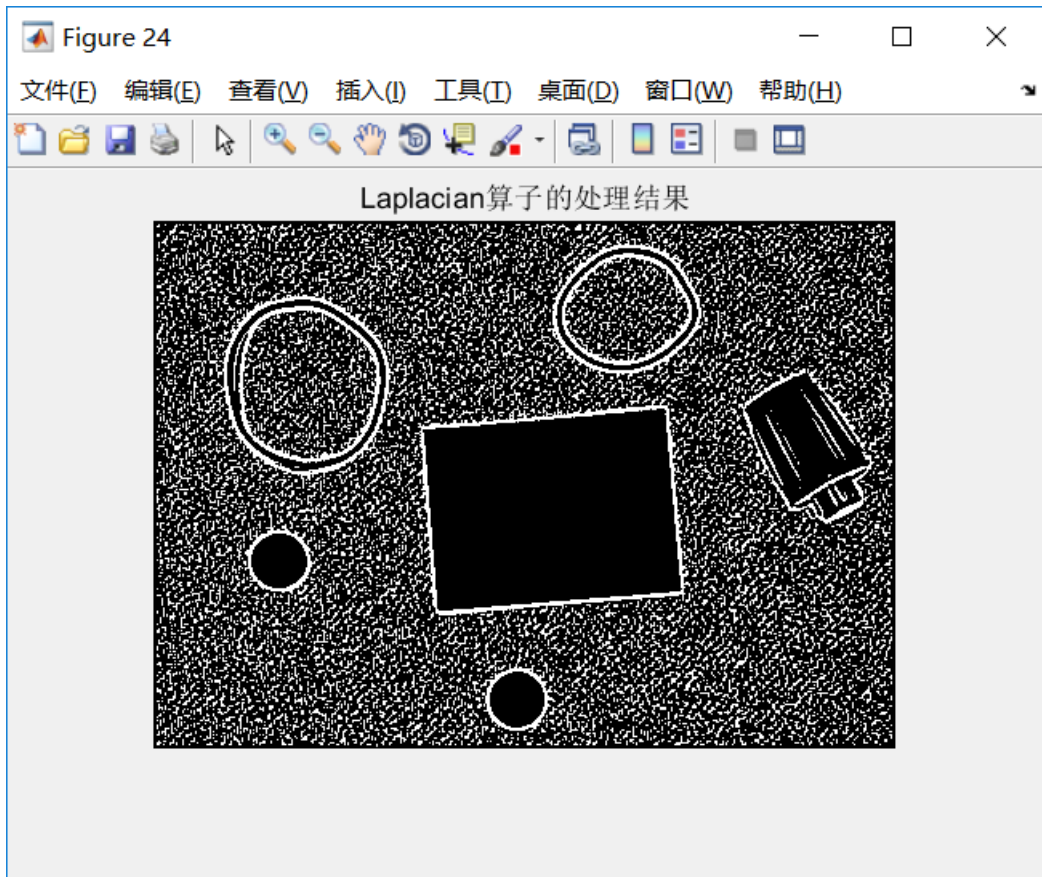 Figure 24
文件(F) 编辑(E) 查看(V) 插入(I) 工具(T) 桌面(D) 窗口(W) 帮助(H)
Laplacian算子的处理结果